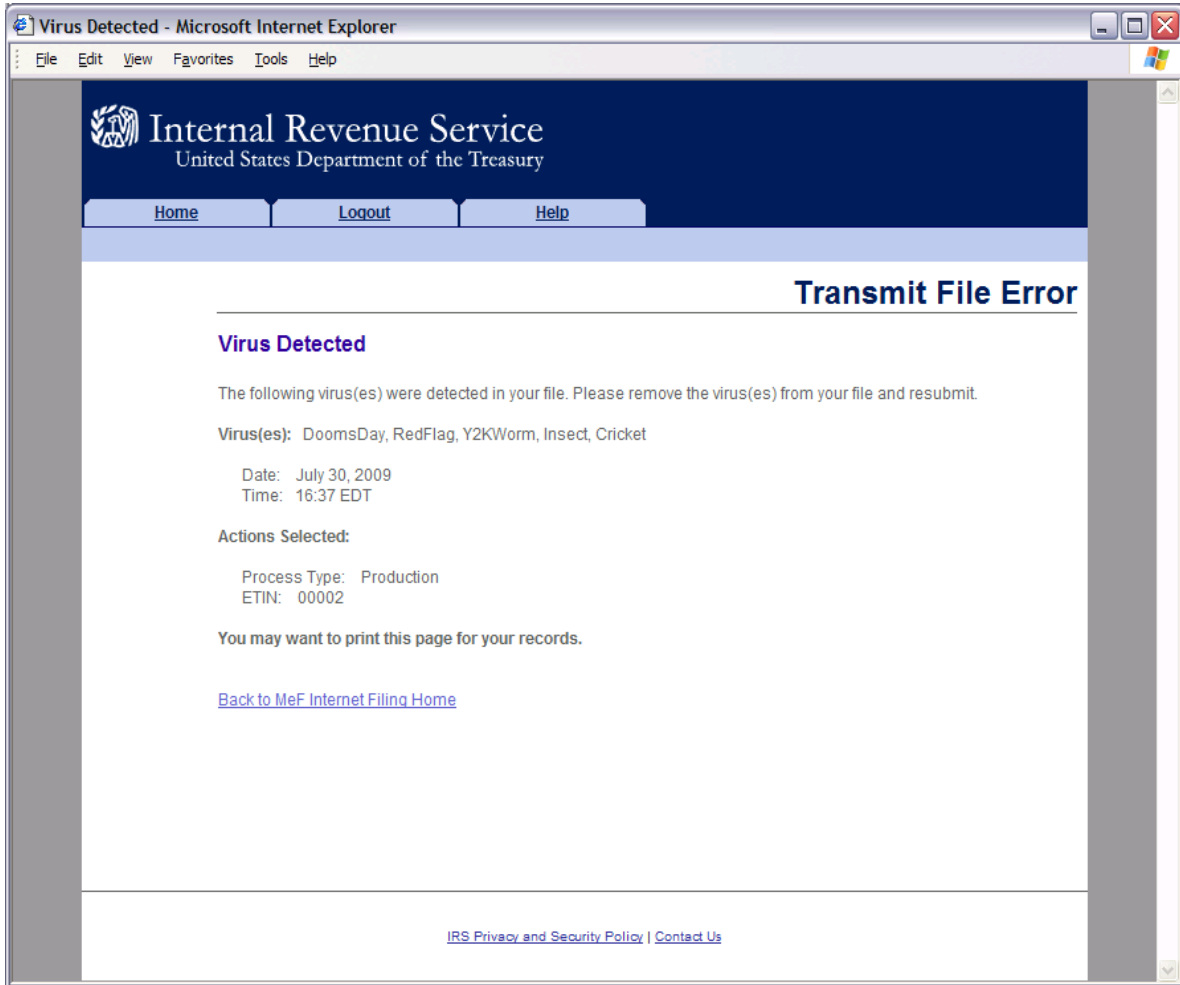 Virus Detected - Microsoft Internet Explorer
File Edit View Favorites Tools Help
Internal Revenue Service
United States Department of the Treasury
Home Logout Help
Transmit File Error
Virus Detected
The following virus(es) were detected in your file. Please remove the virus(es) from your file and resubmit.
Virus(es): DoomsDay, RedFlag, Y2KWorm, Insect, Cricket
Date: July 30, 2009
Time: 16:37 EDT
Actions Selected:
Process Type: Production
ETIN: 00002
You may want to print this page for your records.
Back to MeF Internet Filing Home
IRS Privacy and Security Policy | Contact Us